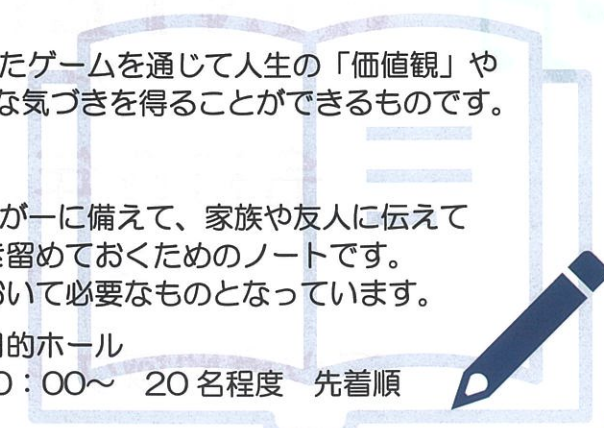 たゲームを通じて人生の「価値観」や
な気づきを得ることができるものです。
が一に備えて、家族や友人に伝えて
を留めておくためのノートです。
おいて必要なものとなっています。
目的ホール
0：00～　20名程度　先着順